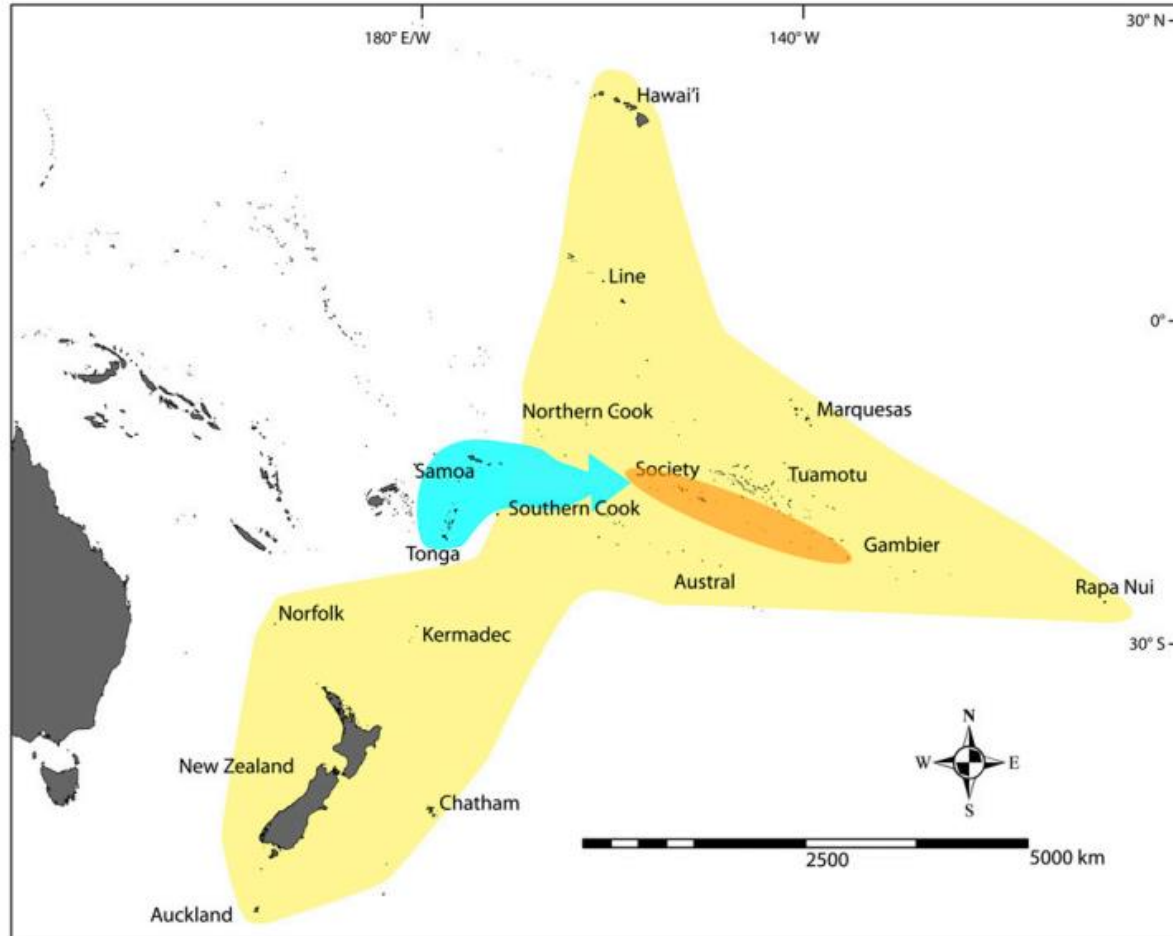 30° N
180° E/W
140° W
Hawai'i
Line
0°
Northern Cook
Marquesas
Samoa
Society
Tuamotu
Southern Cook
Tonga
Gambier
Austral
Rapa Nui
Norfolk
Kermadec
30° S
N
W
E
S
New Zealand
Chatham
2500
5000 km
Auckland